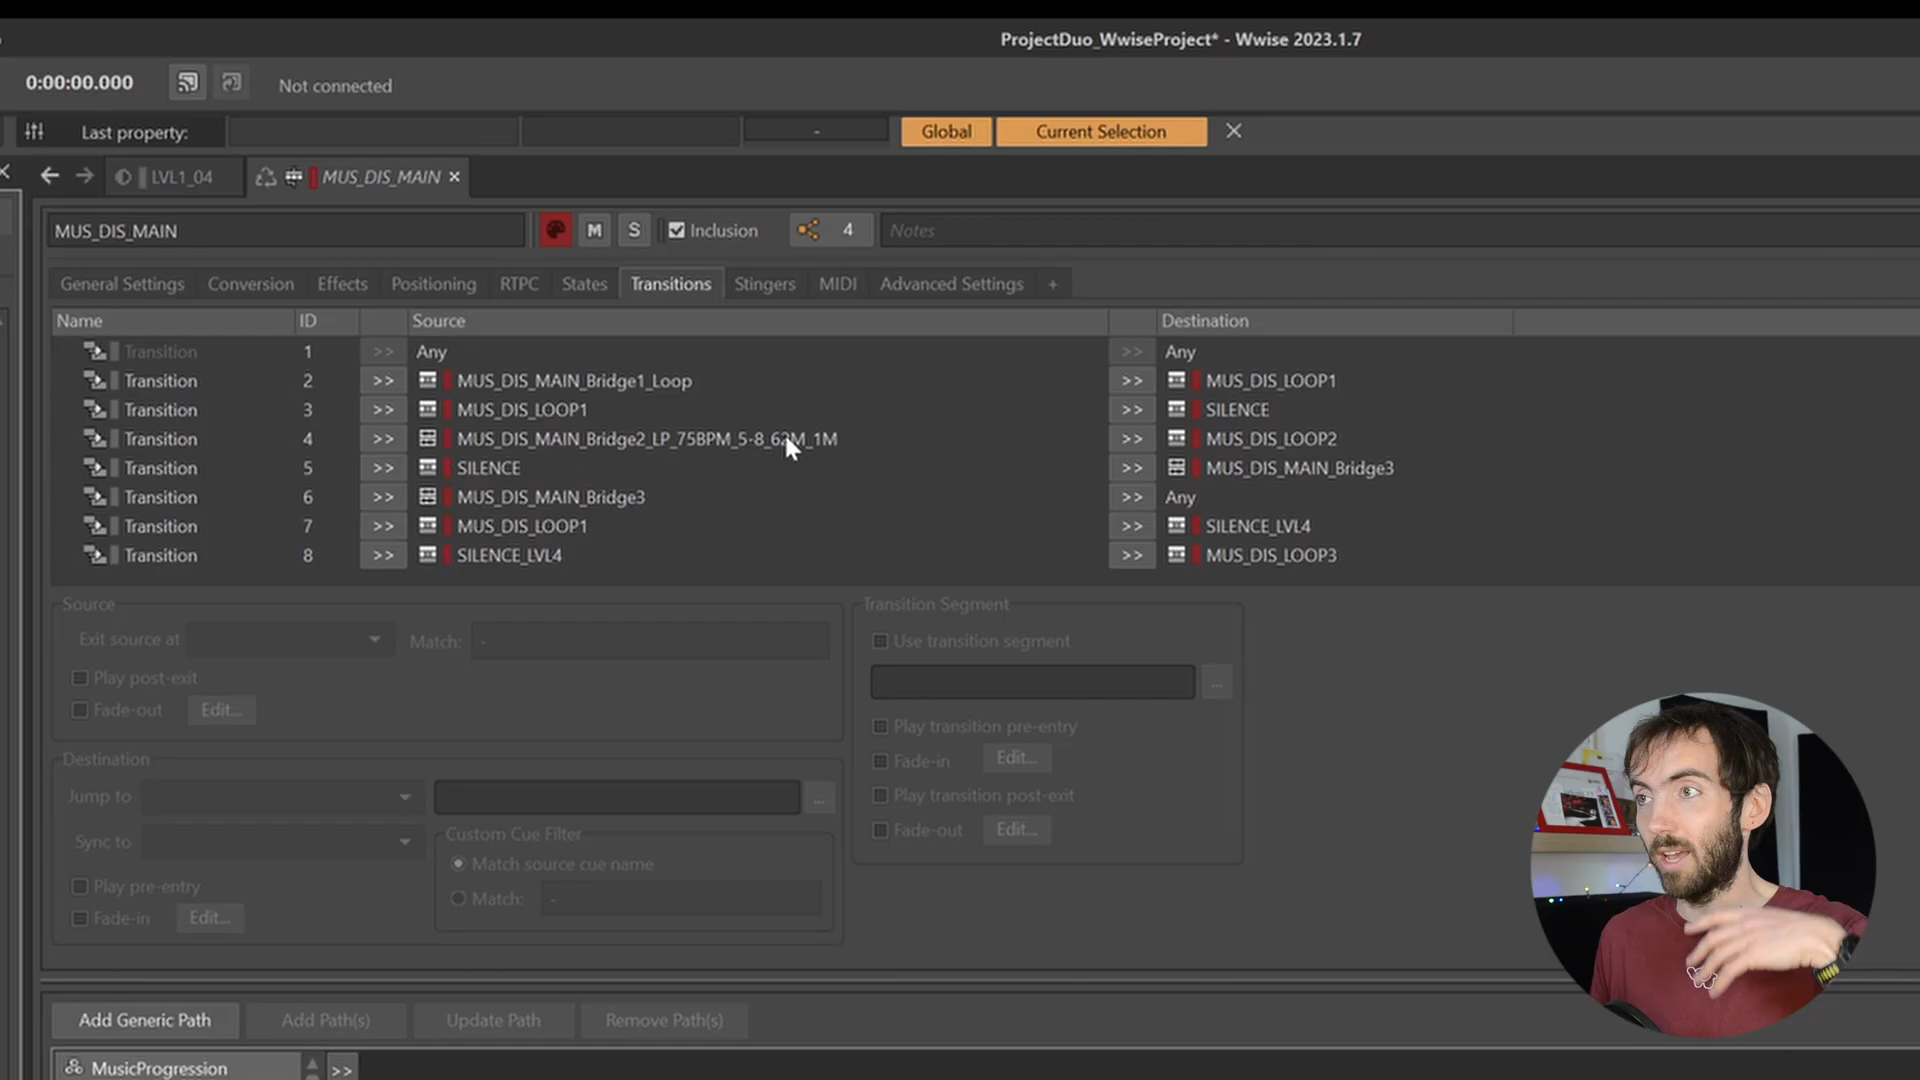 ProjectDuo_WwiseProject* - Wwise 2023.1.7
0:00:00.000 Not connected
Last property: - Global Current Selection
LVL1_04 MUS_DIS_MAIN
MUS_DIS_MAIN M S Inclusion 4 Notes
General Settings Conversion Effects Positioning RTPC States Transitions Stingers MIDI Advanced Settings +
Name ID Source Destination
Transition 1 >> Any >> Any
Transition 2 >> MUS_DIS_MAIN_Bridge1_Loop >> MUS_DIS_LOOP1
Transition 3 >> MUS_DIS_LOOP1 >> SILENCE
Transition 4 >> MUS_DIS_MAIN_Bridge2_LP_75BPM_5-8_62M_1M >> MUS_DIS_LOOP2
Transition 5 >> SILENCE >> MUS_DIS_MAIN_Bridge3
Transition 6 >> MUS_DIS_MAIN_Bridge3 >> Any
Transition 7 >> MUS_DIS_LOOP1 >> SILENCE_LVL4
Transition 8 >> SILENCE_LVL4 >> MUS_DIS_LOOP3
Source
Exit source at Match: -
Play post-exit
Fade-out Edit...
Destination
Jump to ...
Sync to
Custom Cue Filter
Match source cue name
Play pre-entry
Match: -
Fade-in Edit...
Transition Segment
Use transition segment
...
Play transition pre-entry
Fade-in Edit...
Play transition post-exit
Fade-out Edit...
Add Generic Path Add Path(s) Update Path Remove Path(s)
MusicProgression >>